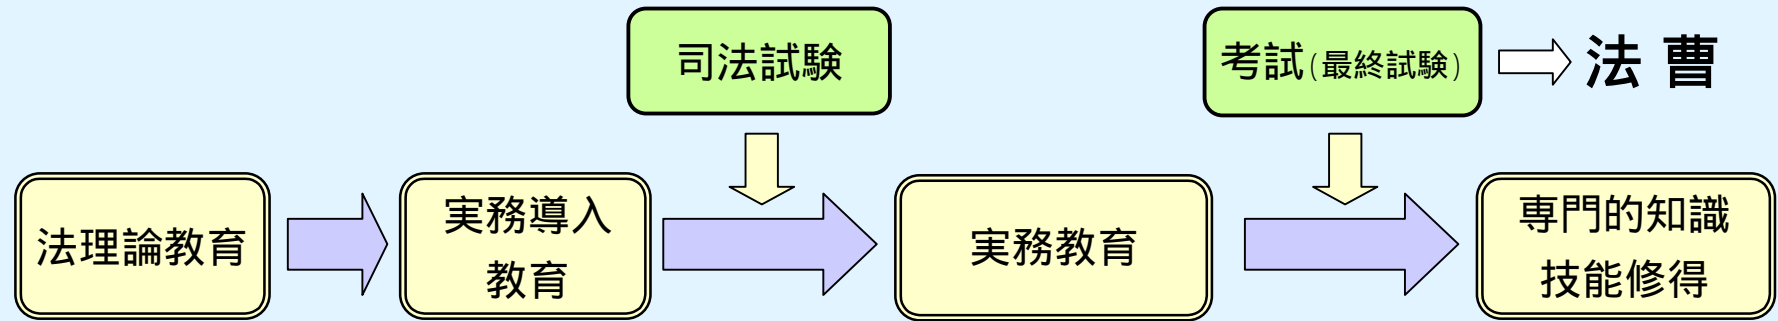 司法試験
考試(最終試験)
法 曹
法理論教育
実務導入
教育
実務教育
専門的知識
技能修得